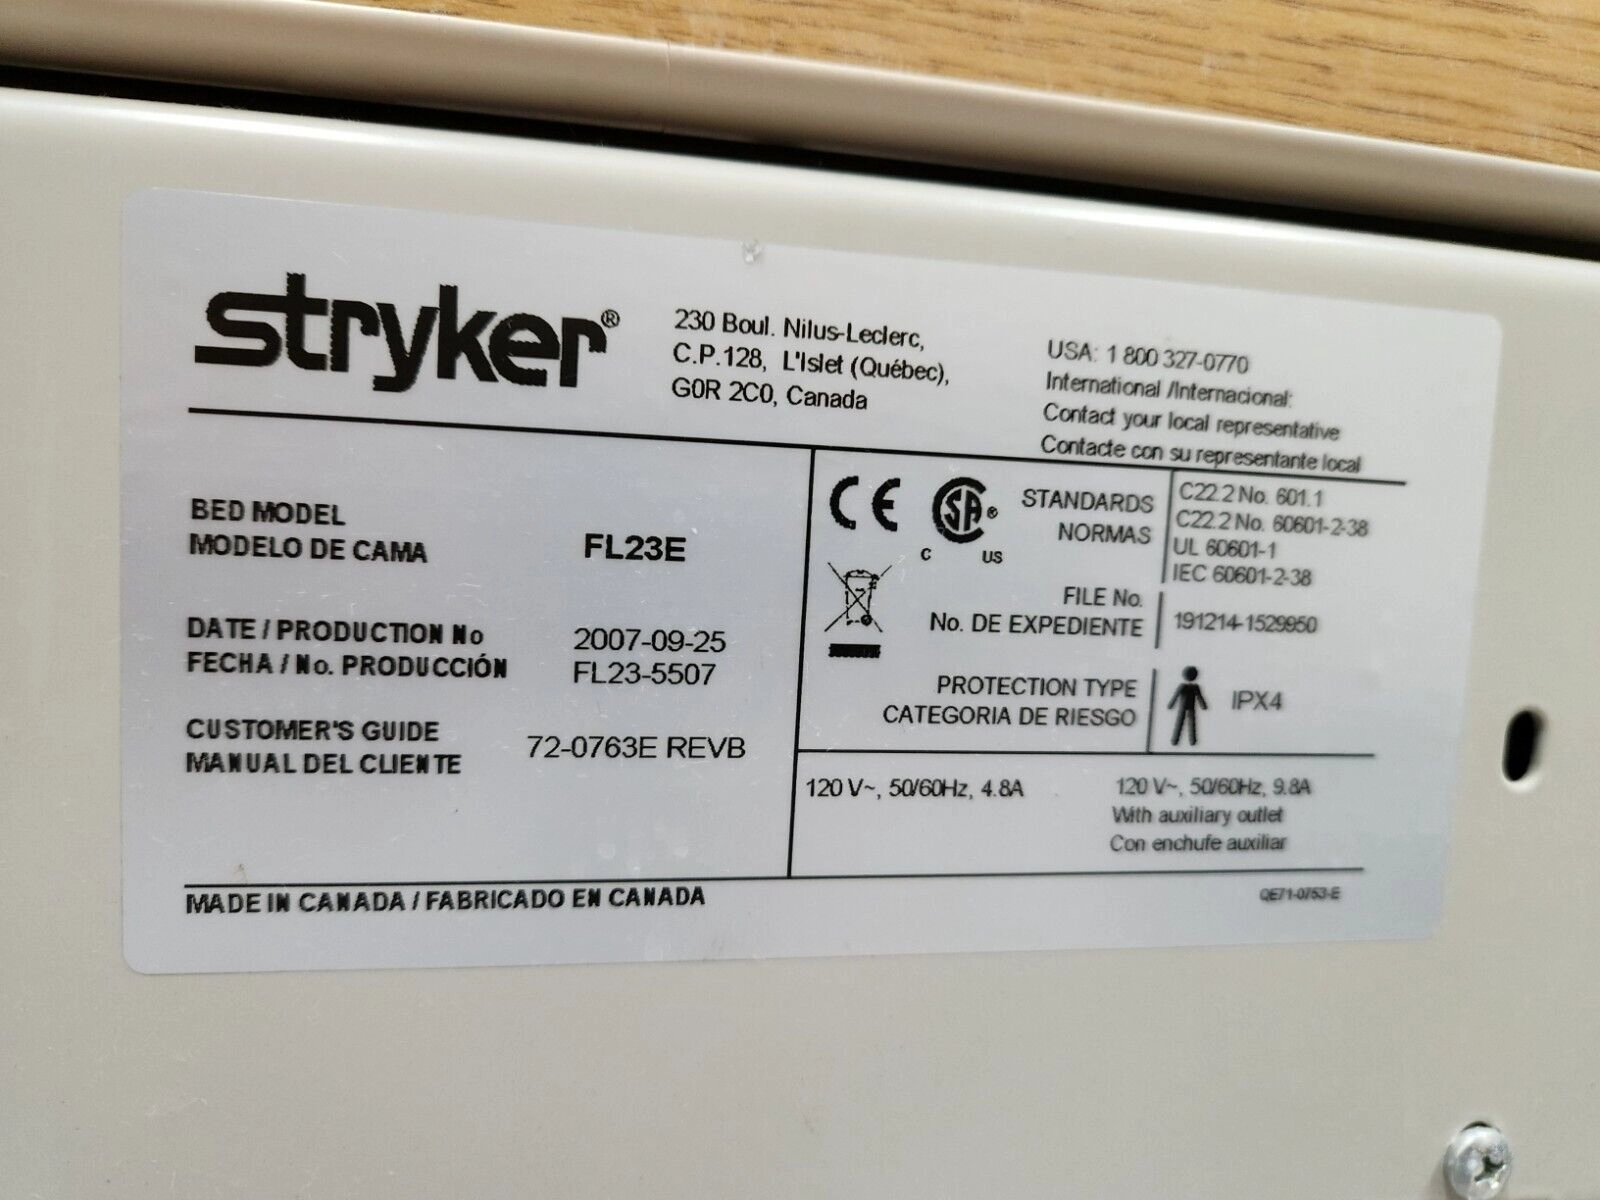 stryker®
230 Boul. Nilus-Leclerc,
C.P.128, L'Islet (Québec),
G0R 2C0, Canada
USA: 1 800 327-0770
International /Internacional:
Contact your local representative
Contacte con su representante local
BED MODEL
MODELO DE CAMA
FL23E
DATE / PRODUCTION No
FECHA / No. PRODUCCIÓN
2007-09-25
FL23-5507
CUSTOMER'S GUIDE
MANUAL DEL CLIENTE
72-0763E REVB
CE
C SA® US
STANDARDS
NORMAS
C22.2 No. 601.1
C22.2 No. 60601-2-38
UL 60601-1
IEC 60601-2-38
FILE No.
No. DE EXPEDIENTE
191214-1529950
PROTECTION TYPE
CATEGORIA DE RIESGO
IPX4
120 V~, 50/60Hz, 4.8A
120 V~, 50/60Hz, 9.8A
With auxiliary outlet
Con enchufe auxiliar
MADE IN CANADA / FABRICADO EN CANADA
QE71-0753-E